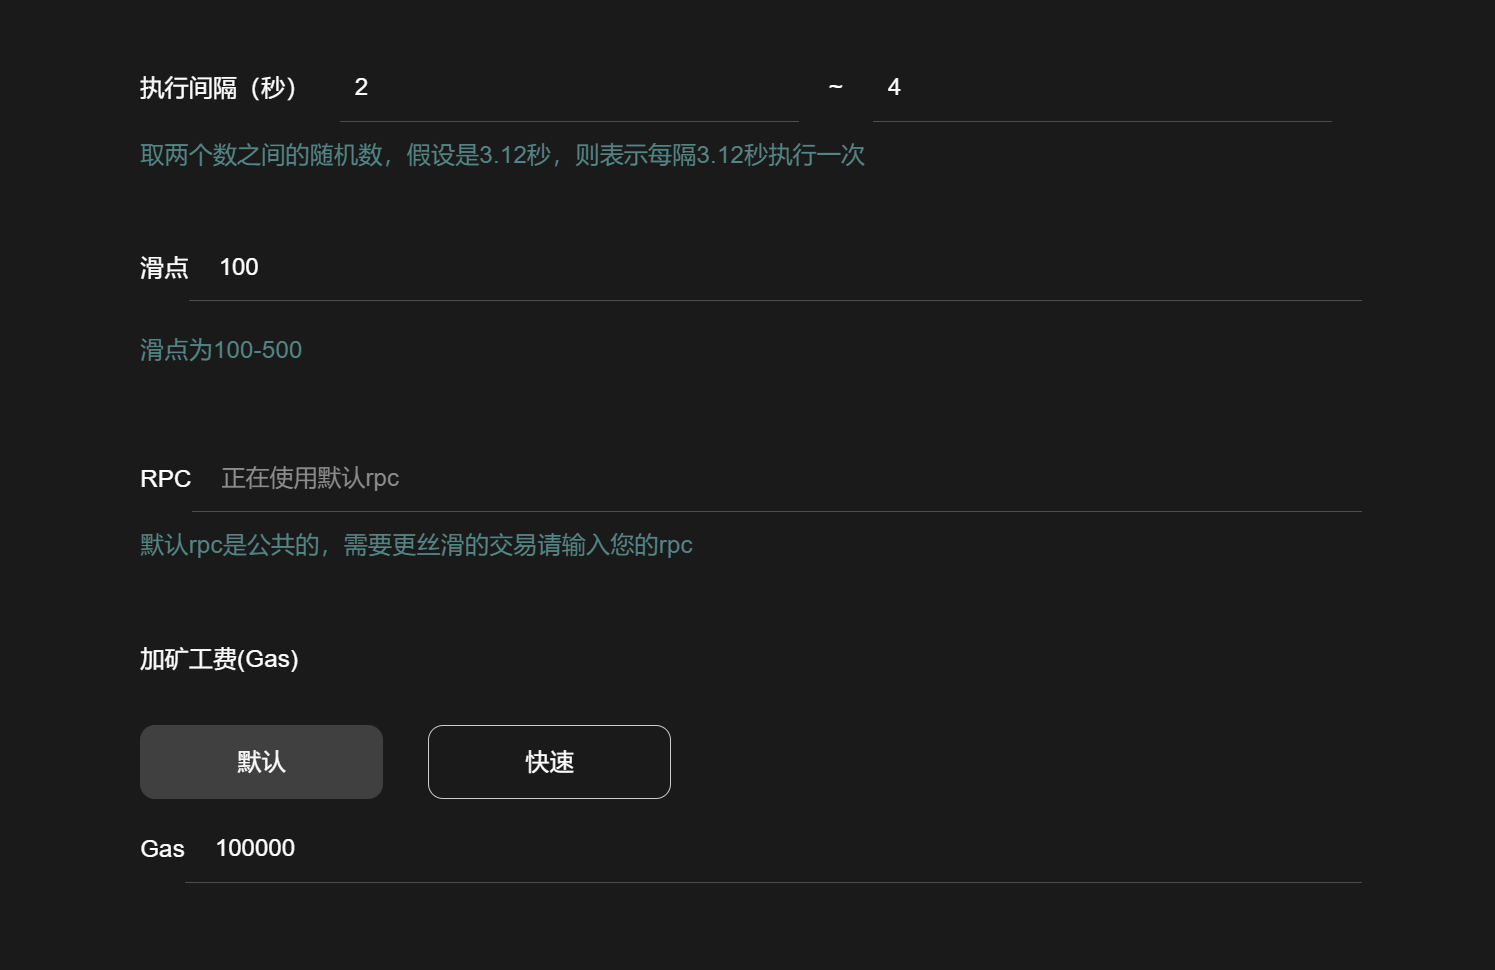 执行间隔（秒） 2 ~ 4
取两个数之间的随机数，假设是3.12秒，则表示每隔3.12秒执行一次
滑点 100
滑点为100-500
RPC 正在使用默认rpc
默认rpc是公共的，需要更丝滑的交易请输入您的rpc
加矿工费(Gas)
默认 快速
Gas 100000